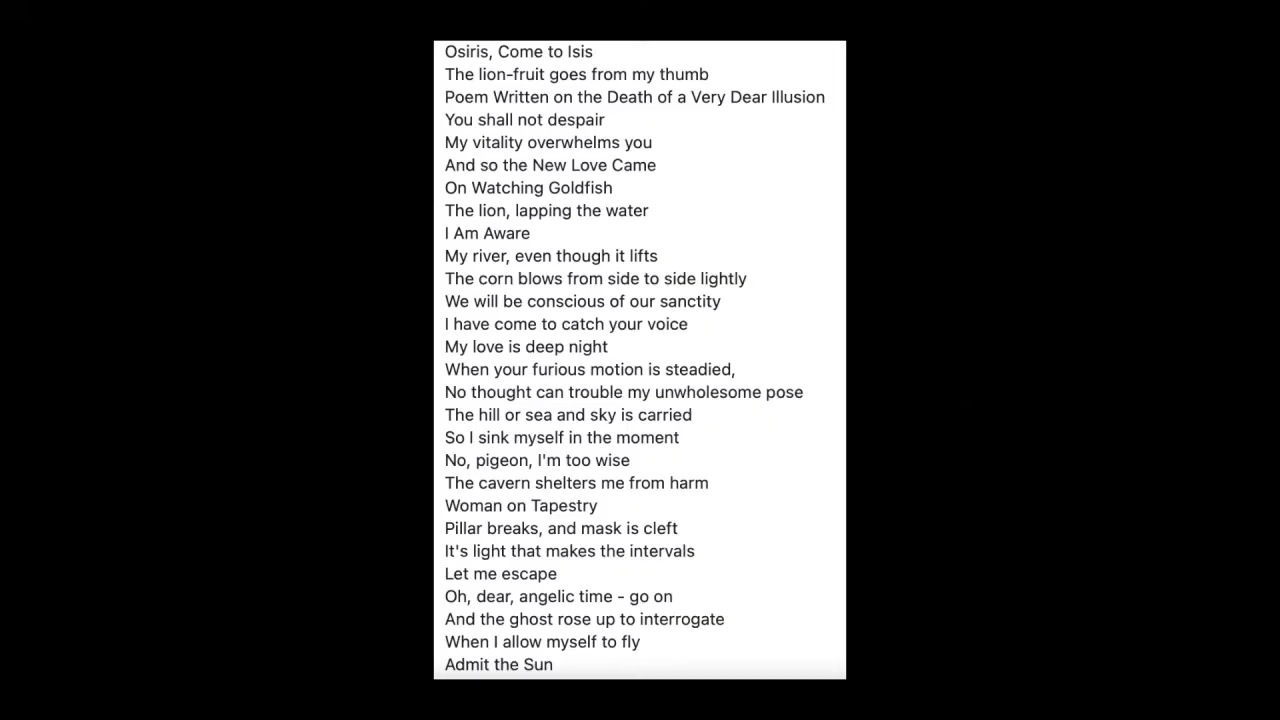 Osiris, Come to Isis
The lion-fruit goes from my thumb
Poem Written on the Death of a Very Dear Illusion
You shall not despair
My vitality overwhelms you
And so the New Love Came
On Watching Goldfish
The lion, lapping the water
I Am Aware
My river, even though it lifts
The corn blows from side to side lightly
We will be conscious of our sanctity
I have come to catch your voice
My love is deep night
When your furious motion is steadied,
No thought can trouble my unwholesome pose
The hill or sea and sky is carried
So I sink myself in the moment
No, pigeon, I'm too wise
The cavern shelters me from harm
Woman on Tapestry
Pillar breaks, and mask is cleft
It's light that makes the intervals
Let me escape
Oh, dear, angelic time - go on
And the ghost rose up to interrogate
When I allow myself to fly
Admit the Sun